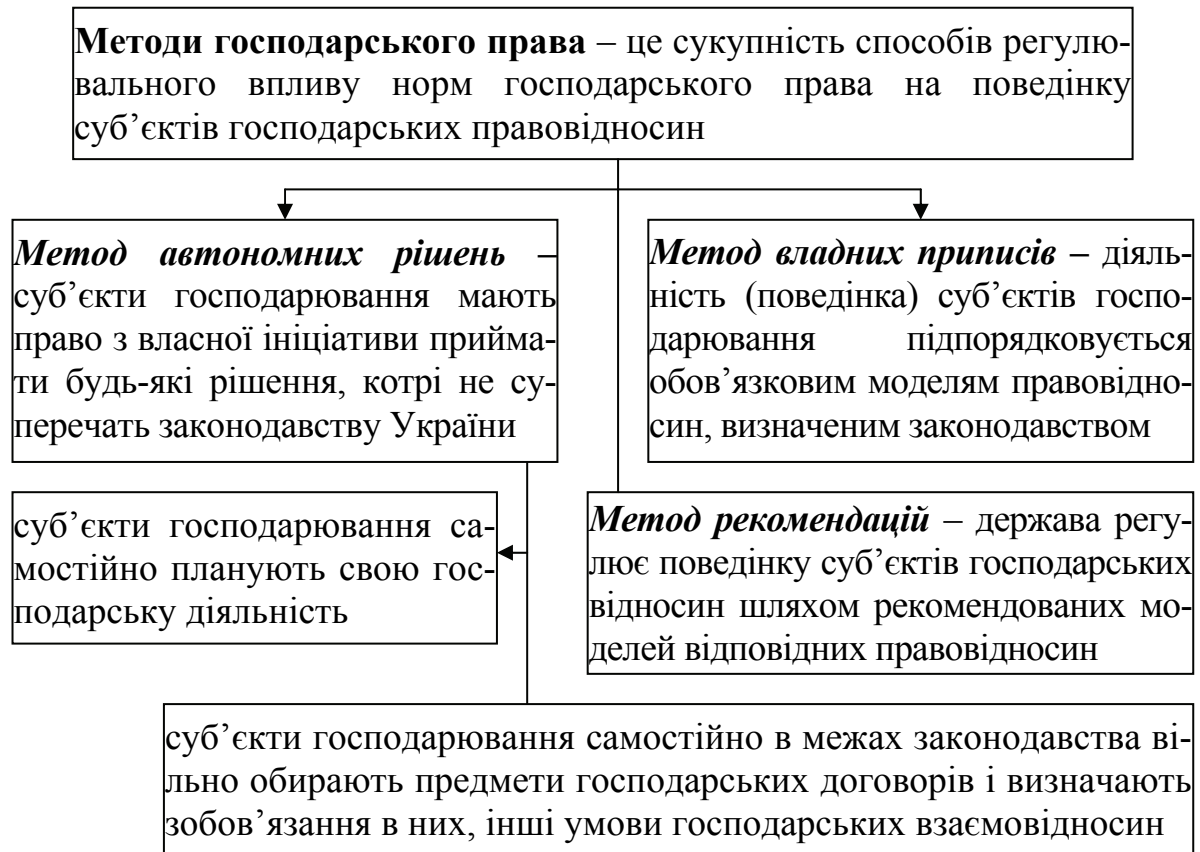 Методи господарського права – це сукупність способів регулю-
вального впливу норм господарського права на поведінку
суб’єктів господарських правовідносин
Метод автономних рішень –
суб’єкти господарювання мають
право з власної ініціативи прийма-
ти будь-які рішення, котрі не су-
перечать законодавству України
Метод владних приписів – діяль-
ність (поведінка) суб’єктів госпо-
дарювання підпорядковується
обов’язковим моделям правовідно-
син, визначеним законодавством
суб’єкти господарювання са-
мостійно планують свою гос-
подарську діяльність
Метод рекомендацій – держава регу-
лює поведінку суб’єктів господарських
відносин шляхом рекомендованих мо-
делей відповідних правовідносин
суб’єкти господарювання самостійно в межах законодавства ві-
льно обирають предмети господарських договорів і визначають
зобов’язання в них, інші умови господарських взаємовідносин